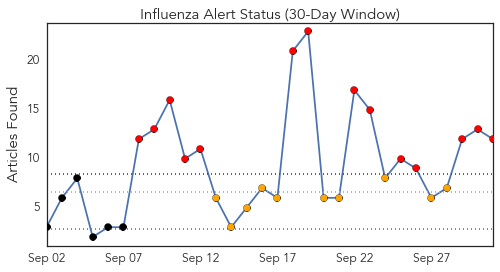 Influenza Alert Status (30-Day Window)
Articles Found
20
15
10
5
Sep 02 Sep 07 Sep 12 Sep 17 Sep 22 Sep 27